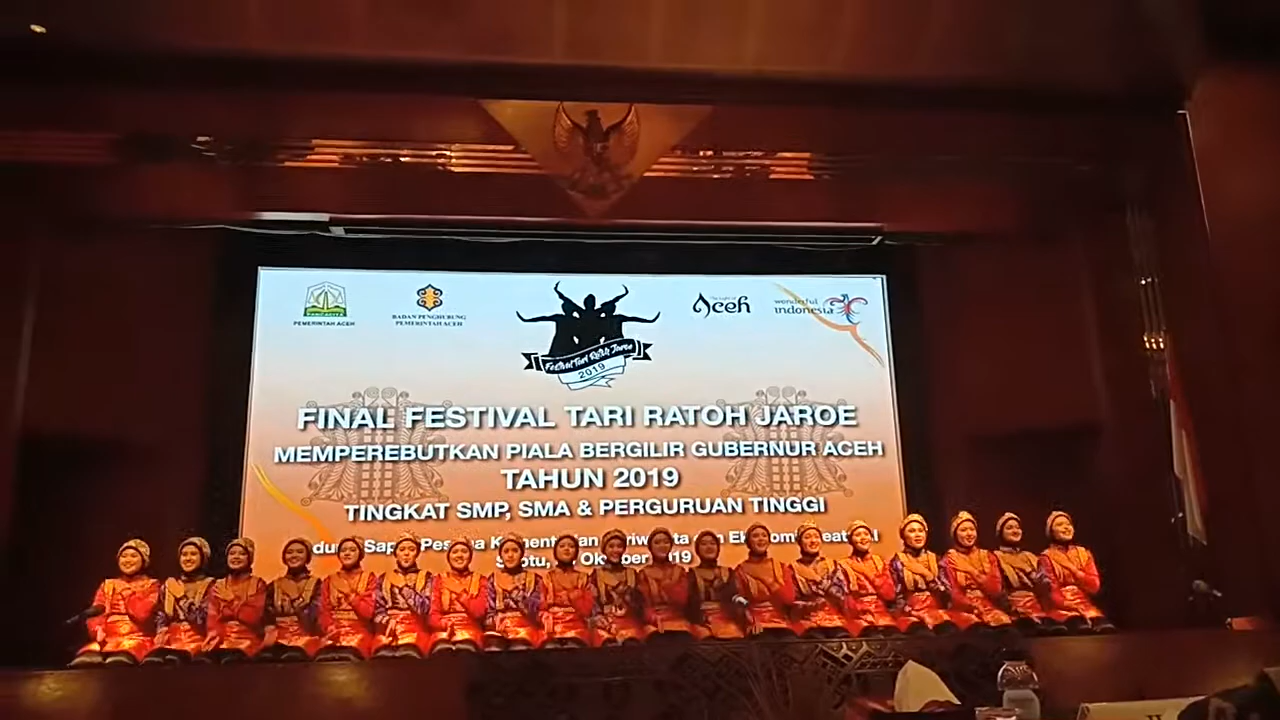 PEMERINTAH ACEH
BADAN PENGHUBUNG
PEMERINTAH ACEH
Aceh
wonderful
indonesia
Festival Tari Ratoh Jaroe
2019
FINAL FESTIVAL TARI RATOH JAROE
MEMPEREBUTKAN PIALA BERGILIR GUBERNUR ACEH
TAHUN 2019
TINGKAT SMP, SMA & PERGURUAN TINGGI
2019